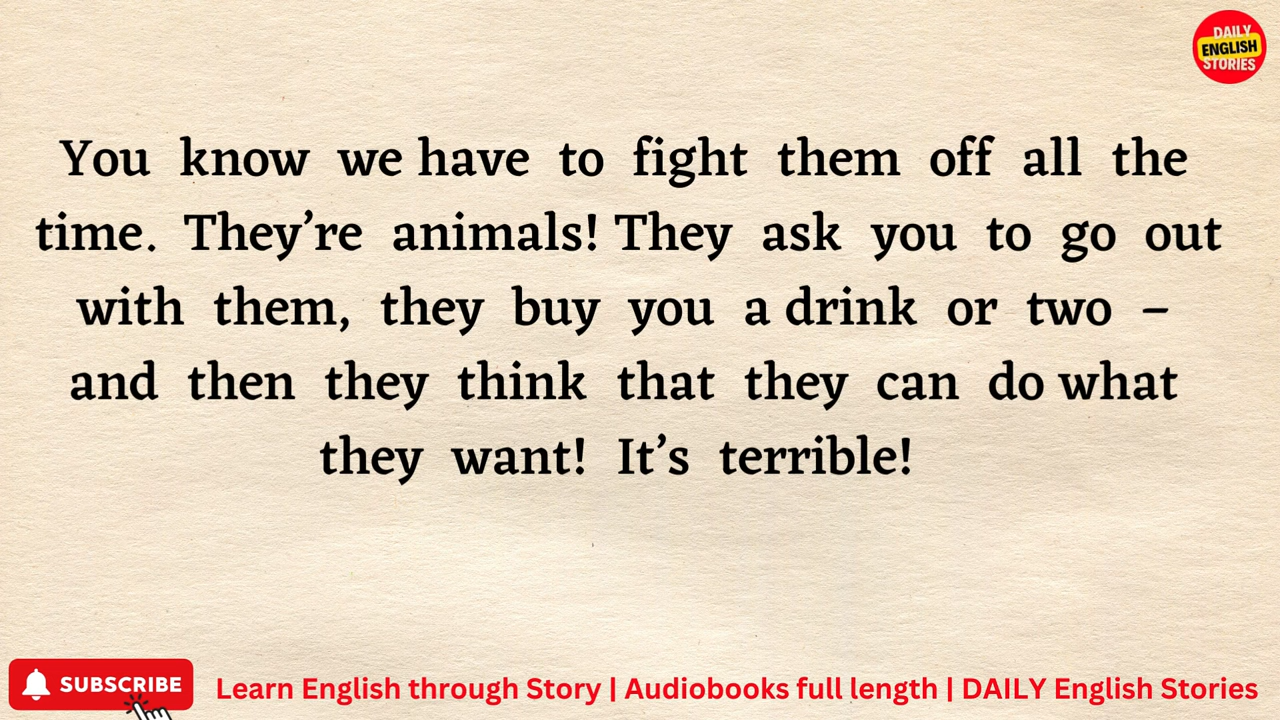 DAILY
ENGLISH
STORIES
You know we have to fight them off all the
time. They’re animals! They ask you to go out
with them, they buy you a drink or two –
and then they think that they can do what
they want! It’s terrible!
SUBSCRIBE
Learn English through Story | Audiobooks full length | DAILY English Stories